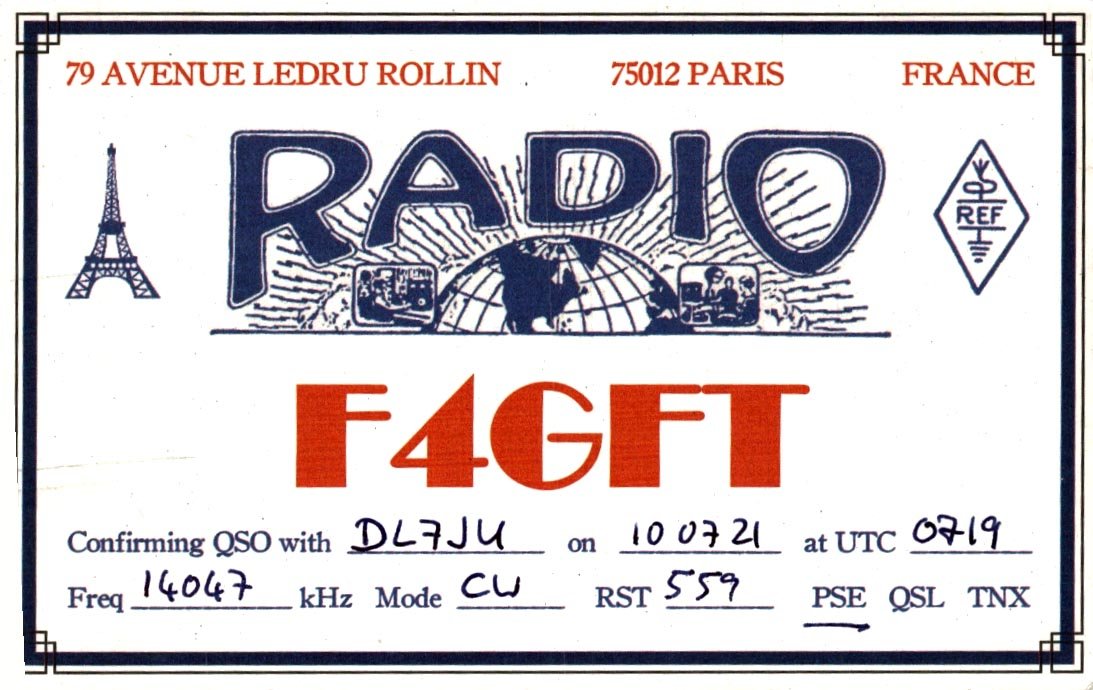 79 AVENUE LEDRU ROLLIN 75012 PARIS FRANCE
RADIO
REF
F4GFT
Confirming QSO with DL7JU on 10 07 21 at UTC 0719
Freq 14047 kHz Mode CW RST 559 PSE QSL TNX